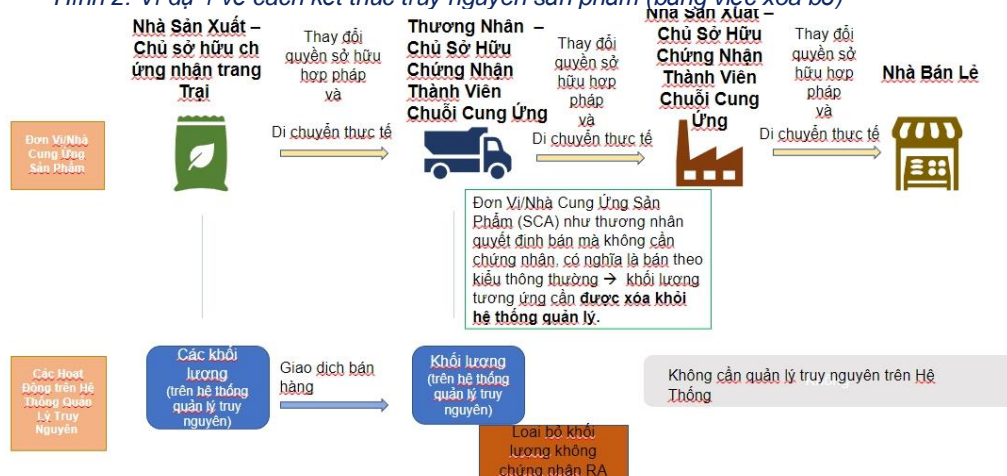 Hình 2: Ví dụ 1 về cách kết thúc truy nguyên sản phẩm (bằng việc xóa bỏ)
Nhà Sản Xuất –
Chủ sở hữu ch
ứng nhận trang
Trại
Thay đổi
quyền sở hữu
hợp pháp
và
Di chuyển thực tế
Thương Nhân –
Chủ Sở Hữu
Chứng Nhận
Thành Viên
Chuỗi Cung Ứng
Thay đổi
quyền sở
hữu hợp
pháp
và
Di chuyển thực tế
Nhà Sản Xuất –
Chủ Sở Hữu
Chứng Nhận
Thành Viên
Chuỗi Cung
Ứng
Thay đổi
quyền sở
hữu hợp
pháp
và
Di chuyển thực tế
Nhà Bán Lẻ
Đơn Vị/Nhà
Cung Ứng
Sản Phẩm
Đơn Vị/Nhà Cung Ứng Sản
Phẩm (SCA) như thương nhân
quyết định bán mà không cần
chứng nhận, có nghĩa là bán theo
kiểu thông thường → khối lượng
tương ứng cần được xóa khỏi
hệ thống quản lý.
Các Hoạt
Động trên Hệ
Thống Quản
Lý Truy
Nguyên
Các khối
lượng
(trên hệ thống
quản lý truy
nguyên)
Giao dịch bán
hàng
Khối lượng
(trên hệ thống
quản lý truy
nguyên)
Không cần quản lý truy nguyên trên Hệ
Thống
Loại bỏ khối
lượng không
chứng nhận RA